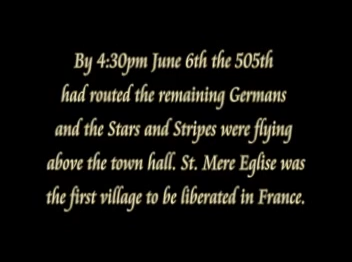 By 4:30pm June 6th the 505th
had routed the remaining Germans
and the Stars and Stripes were flying
above the town hall. St. Mere Eglise was
the first village to be liberated in France.